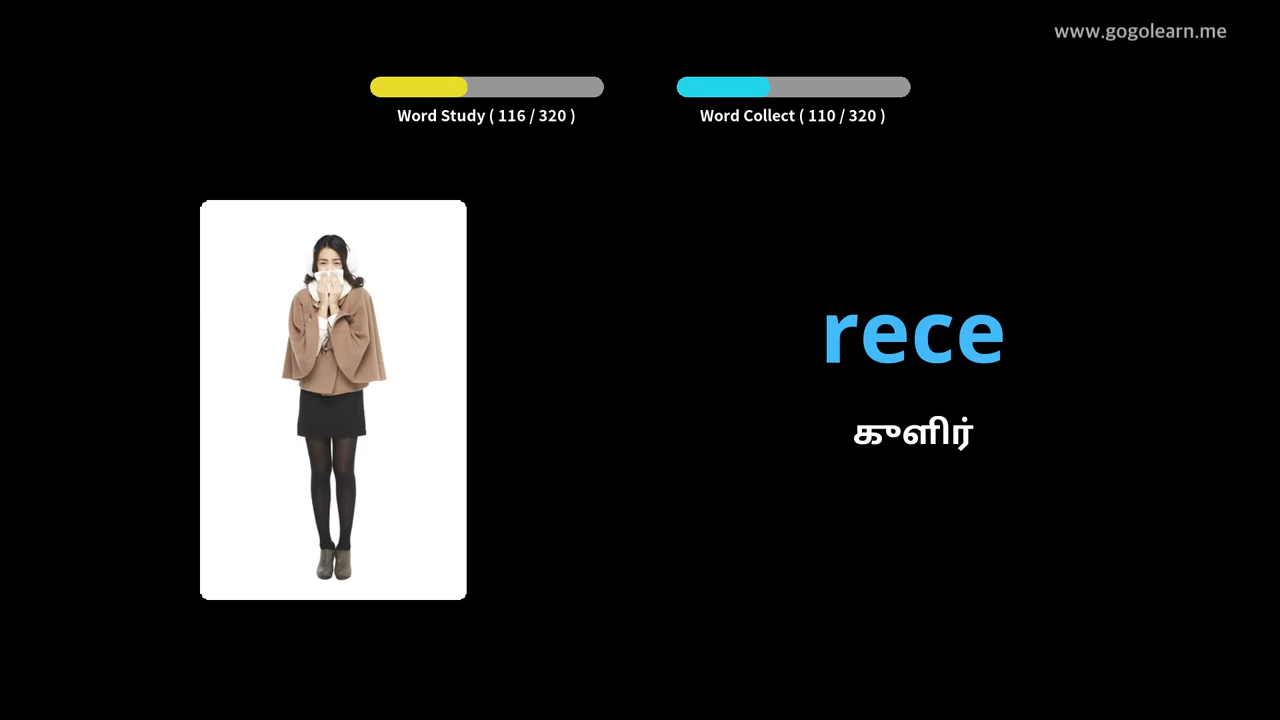 www.gogolearn.me
Word Study ( 116 / 320 )
Word Collect ( 110 / 320 )
rece
குளிர்